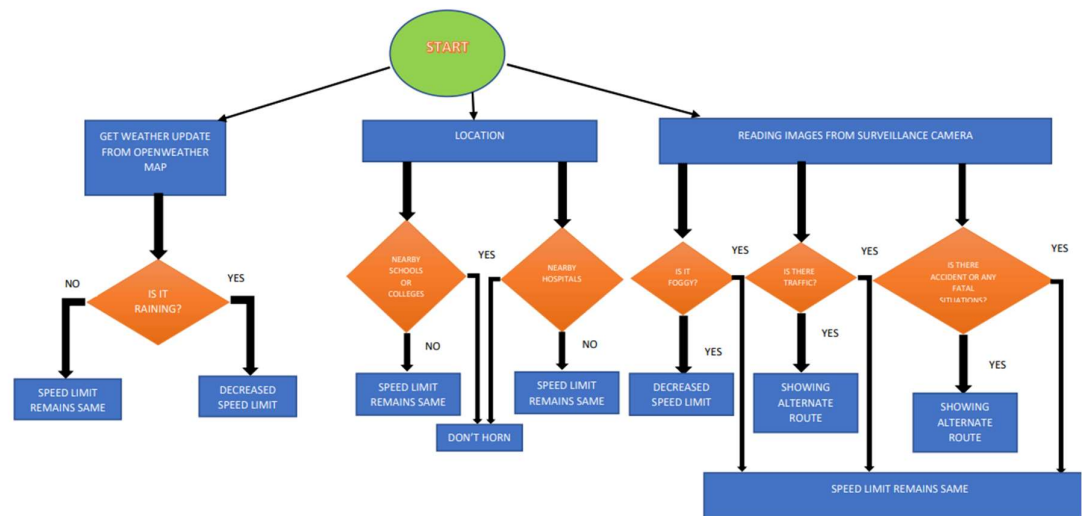 START
GET WEATHER UPDATE
FROM OPENWEATHER
MAP
LOCATION
READING IMAGES FROM SURVEILLANCE CAMERA
NO
IS IT
RAINING?
YES
NEARBY
SCHOOLS
OR
COLLEGES
YES
NEARBY
HOSPITALS
IS IT
FOGGY?
YES
IS THERE
TRAFFIC?
YES
IS THERE
ACCIDENT OR ANY
FATAL
SITUATIONS?
YES
NO
NO
YES
YES
YES
SPEED LIMIT
REMAINS SAME
DECREASED
SPEED LIMIT
SPEED LIMIT
REMAINS SAME
SPEED LIMIT
REMAINS SAME
DECREASED
SPEED LIMIT
SHOWING
ALTERNATE
ROUTE
SHOWING
ALTERNATE
ROUTE
DON'T HORN
SPEED LIMIT REMAINS SAME